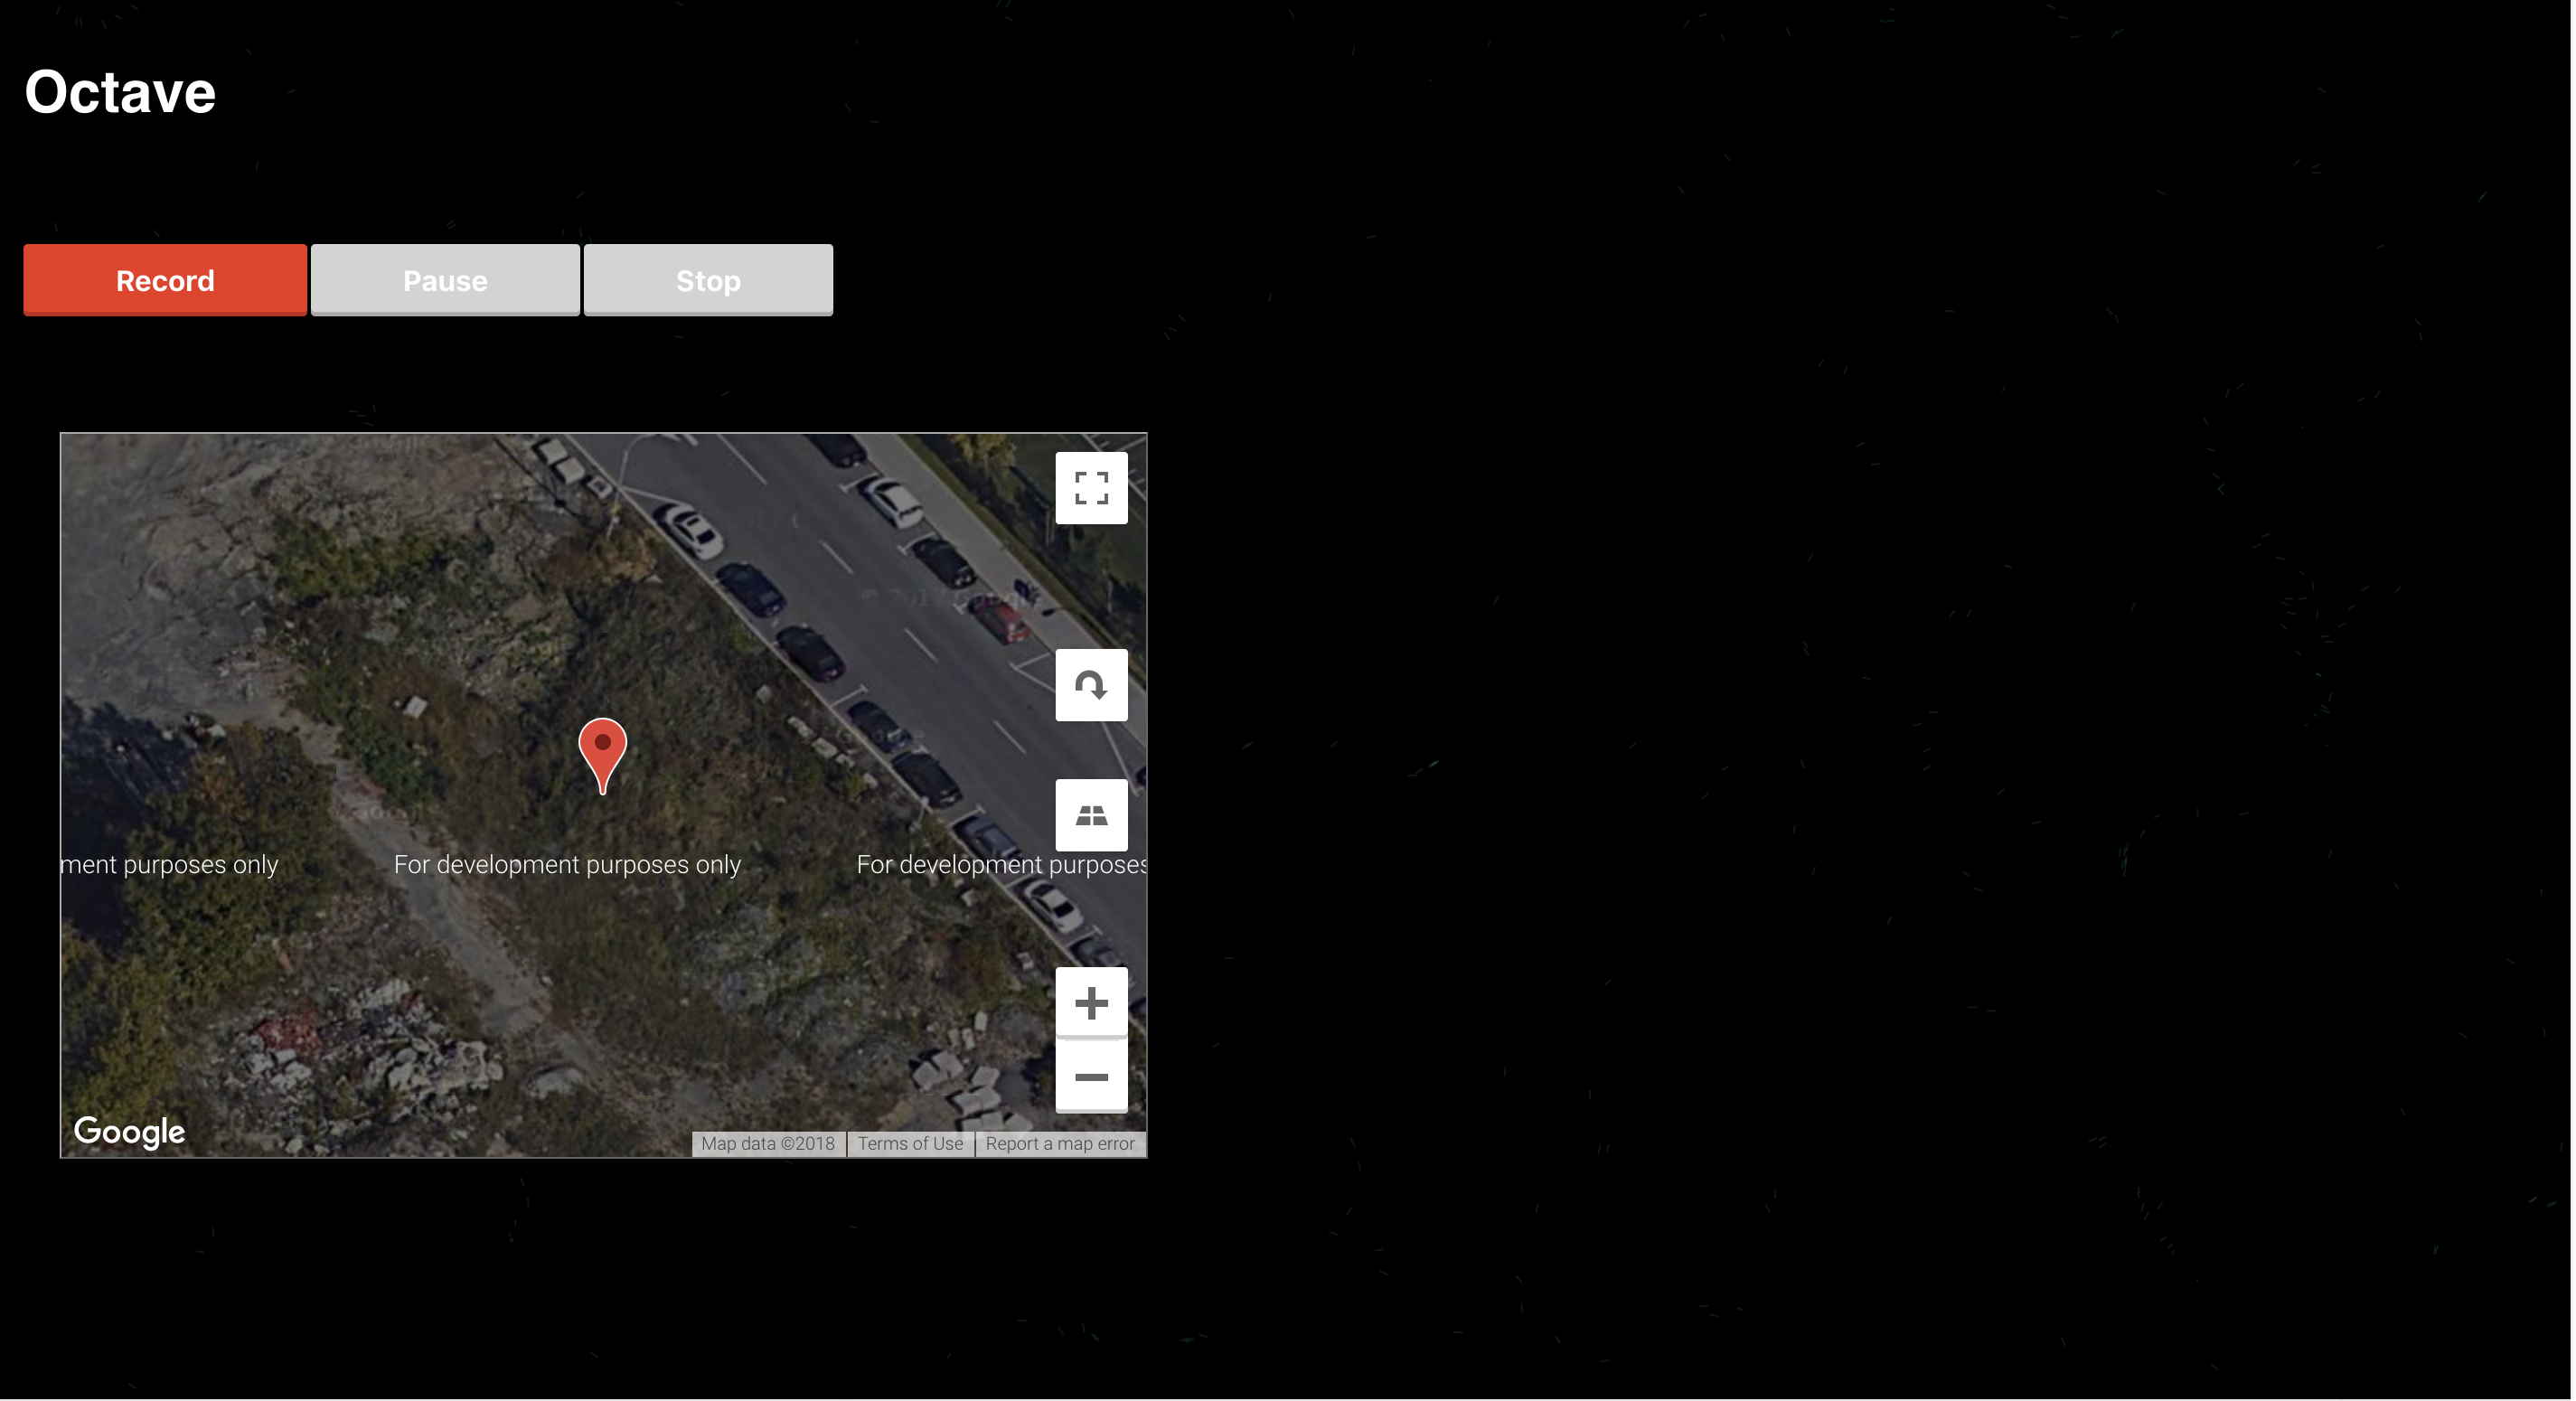 Octave
Record Pause Stop
ment purposes only For development purposes only For development purposes
Google
Map data ©2018 Terms of Use Report a map error